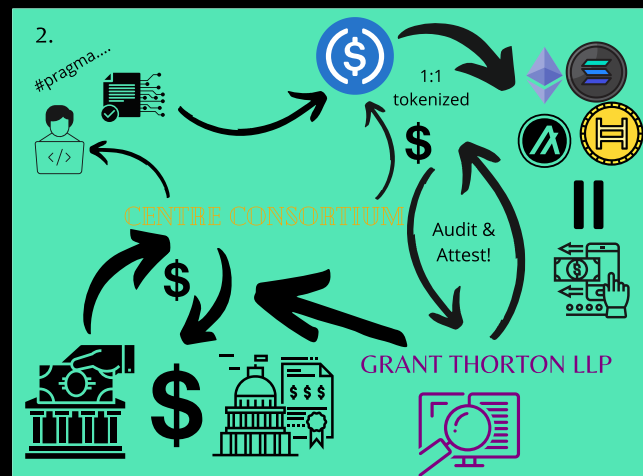 2.
#pragma....
1:1
tokenized
$
CENTRE CONSORTIUM
Audit &
Attest!
$
$
$ $ $
GRANT THORTON LLP